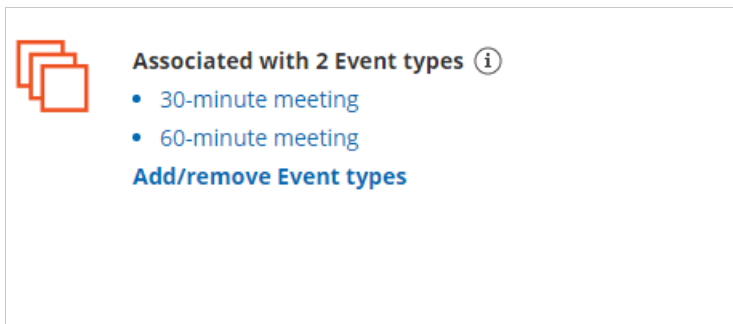 Associated with 2 Event types i
• 30-minute meeting
• 60-minute meeting
Add/remove Event types